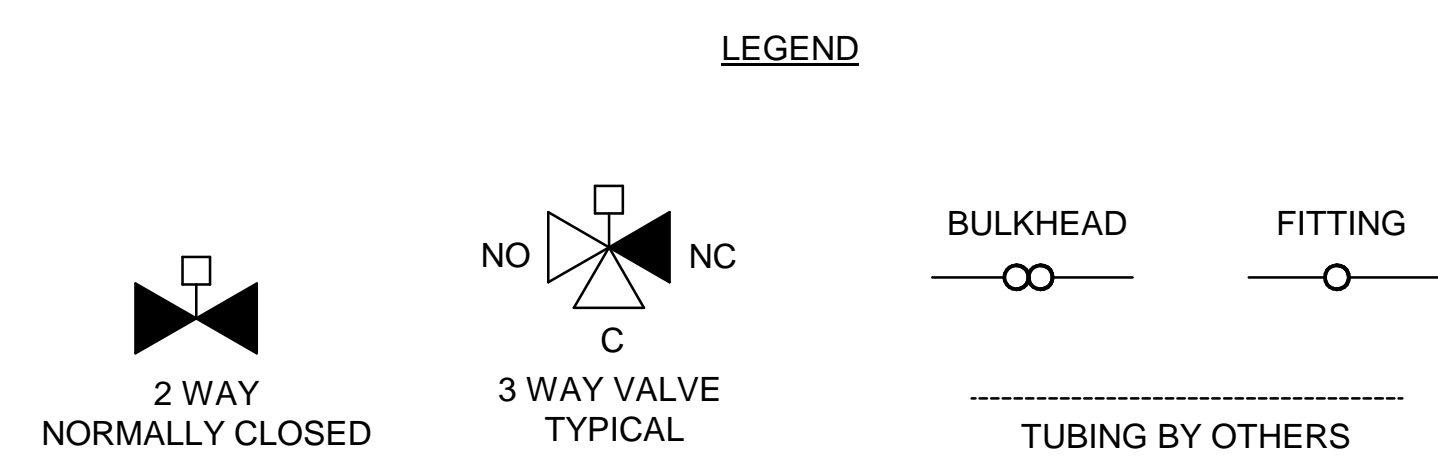 LEGEND
2 WAY
NORMALLY CLOSED
NO
NC
C
3 WAY VALVE
TYPICAL
BULKHEAD
FITTING
TUBING BY OTHERS